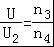 U/U₂ = n₃/n₄